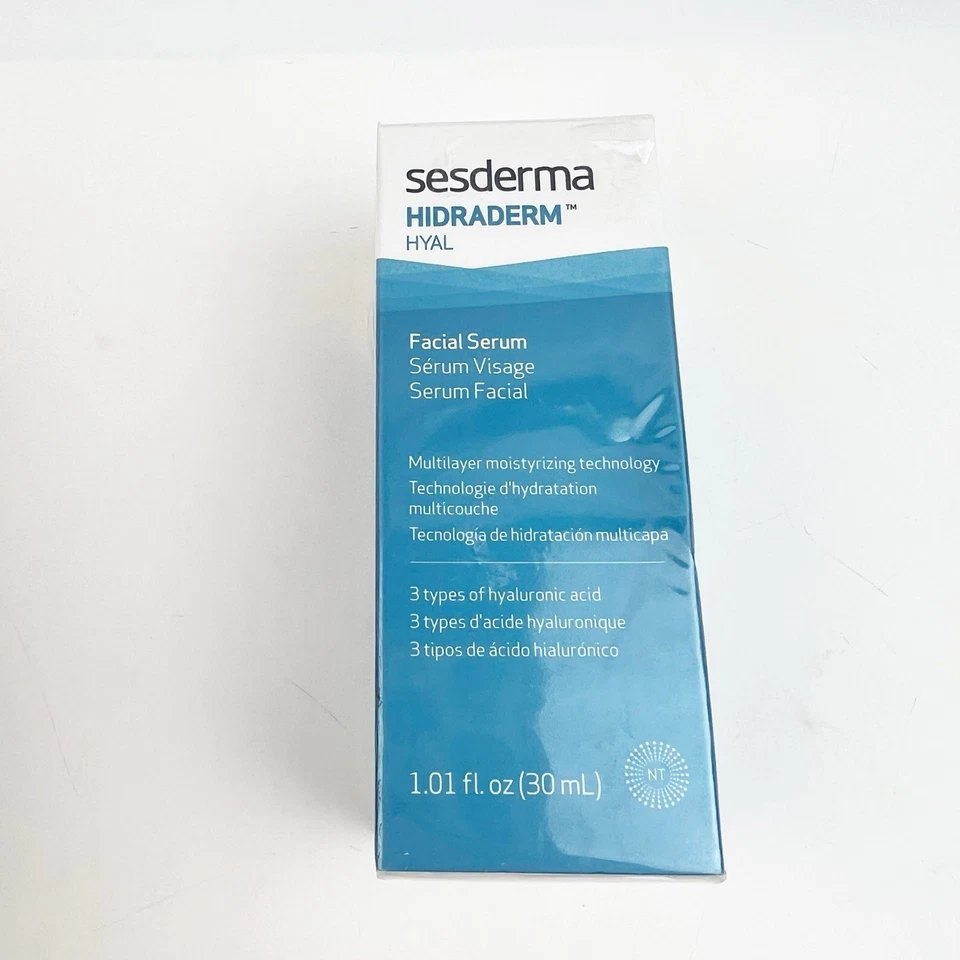 sesderma
HIDRADERM™
HYAL
Facial Serum
Sérum Visage
Serum Facial
Multilayer moistyrizing technology
Technologie d'hydratation
multicouche
Tecnología de hidratación multicapa
3 types of hyaluronic acid
3 types d'acide hyaluronique
3 tipos de ácido hialurónico
1.01 fl. oz (30 mL)
NT